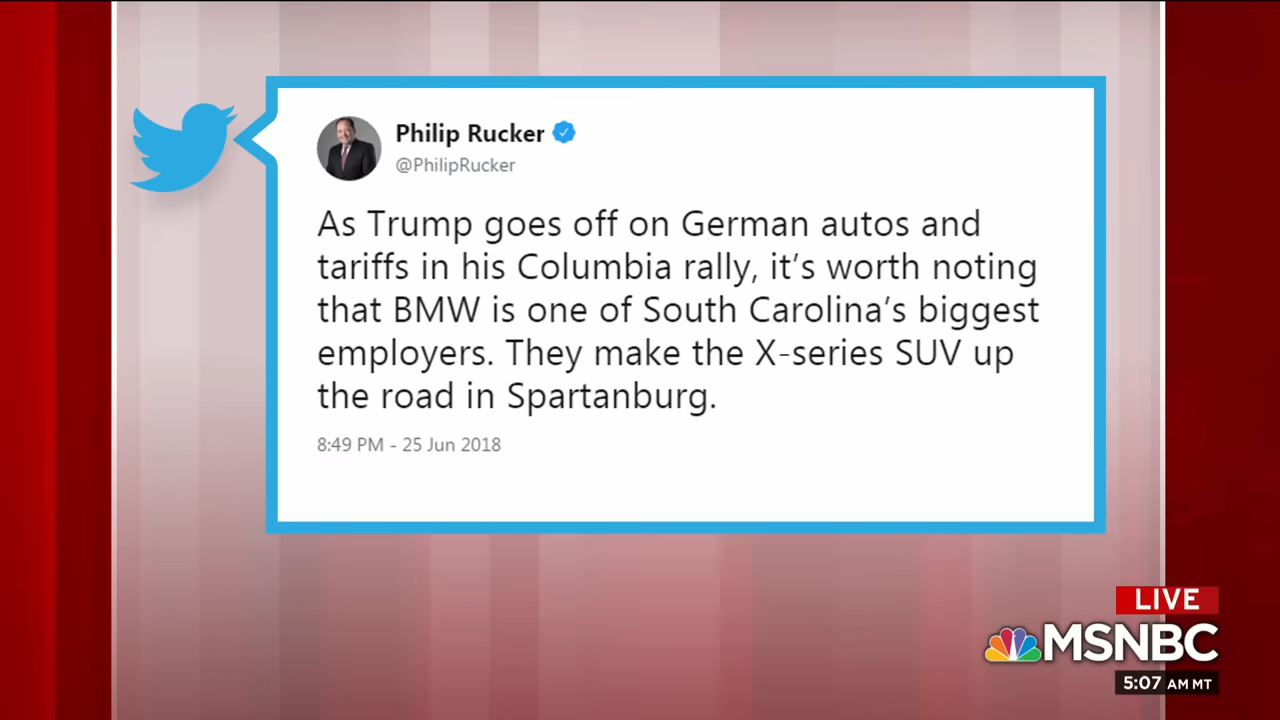 Philip Rucker
@PhilipRucker
As Trump goes off on German autos and
tariffs in his Columbia rally, it's worth noting
that BMW is one of South Carolina's biggest
employers. They make the X-series SUV up
the road in Spartanburg.
8:49 PM - 25 Jun 2018
LIVE
MSNBC
5:07 AM MT